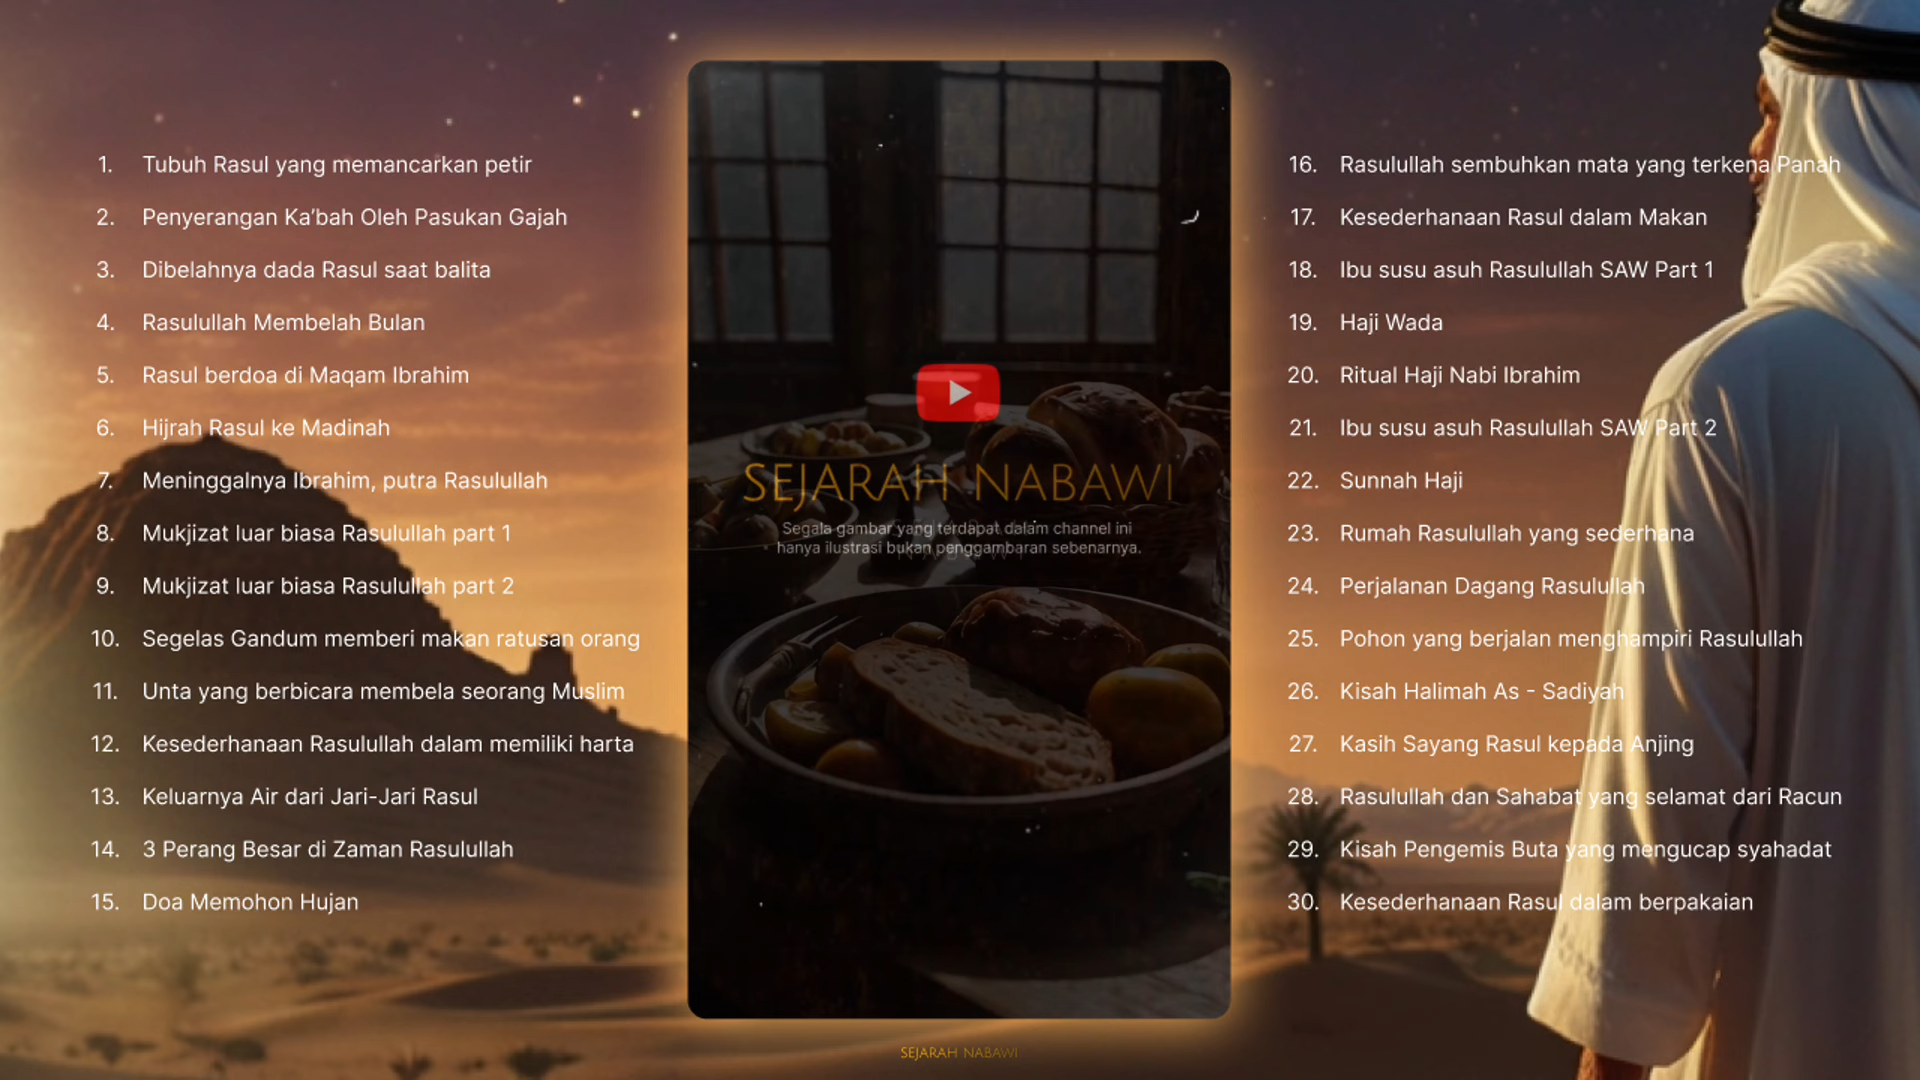 1. Tubuh Rasul yang memancarkan petir
2. Penyerangan Ka’bah Oleh Pasukan Gajah
3. Dibelahnya dada Rasul saat balita
4. Rasulullah Membelah Bulan
5. Rasul berdoa di Maqam Ibrahim
6. Hijrah Rasul ke Madinah
7. Meninggalnya Ibrahim, putra Rasulullah
8. Mukjizat luar biasa Rasulullah part 1
9. Mukjizat luar biasa Rasulullah part 2
10. Segelas Gandum memberi makan ratusan orang
11. Unta yang berbicara membela seorang Muslim
12. Kesederhanaan Rasulullah dalam memiliki harta
13. Keluarnya Air dari Jari-Jari Rasul
14. 3 Perang Besar di Zaman Rasulullah
15. Doa Memohon Hujan
SEJARAH NABAWI
Segala gambar yang terdapat dalam channel ini
hanya ilustrasi bukan penggambaran sebenarnya.
16. Rasulullah sembuhkan mata yang terkena Panah
17. Kesederhanaan Rasul dalam Makan
18. Ibu susu asuh Rasulullah SAW Part 1
19. Haji Wada
20. Ritual Haji Nabi Ibrahim
21. Ibu susu asuh Rasulullah SAW Part 2
22. Sunnah Haji
23. Rumah Rasulullah yang sederhana
24. Perjalanan Dagang Rasulullah
25. Pohon yang berjalan menghampiri Rasulullah
26. Kisah Halimah As - Sadiyah
27. Kasih Sayang Rasul kepada Anjing
28. Rasulullah dan Sahabat yang selamat dari Racun
29. Kisah Pengemis Buta yang mengucap syahadat
30. Kesederhanaan Rasul dalam berpakaian
SEJARAH NABAWI